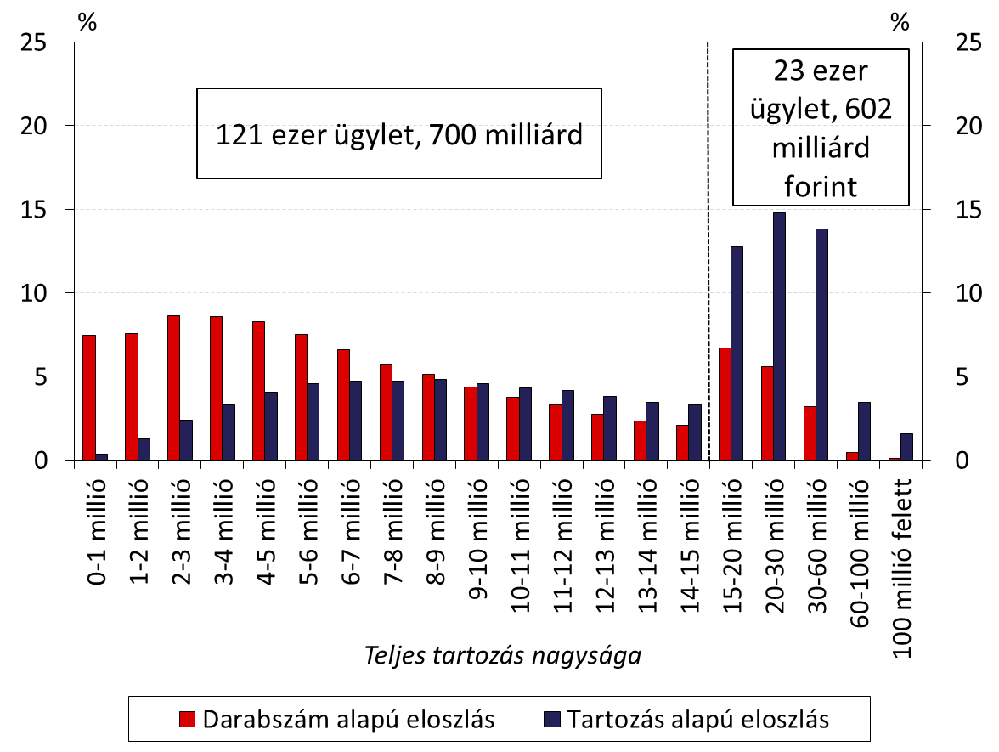 %
%
25
20
15
10
5
0
25
20
15
10
5
0
121 ezer ügylet, 700 milliárd
23 ezer
ügylet, 602
milliárd
forint
0-1 millió
1-2 millió
2-3 millió
3-4 millió
4-5 millió
5-6 millió
6-7 millió
7-8 millió
8-9 millió
9-10 millió
10-11 millió
11-12 millió
12-13 millió
13-14 millió
14-15 millió
15-20 millió
20-30 millió
30-60 millió
60-100 millió
100 millió felett
Teljes tartozás nagysága
Darabszám alapú eloszlás
Tartozás alapú eloszlás